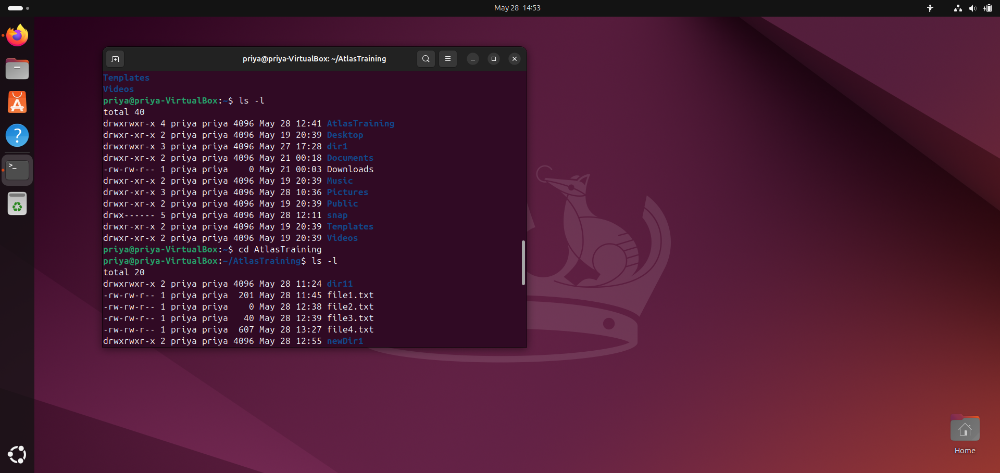 May 28 14:53
priya@priya-VirtualBox: ~/AtlasTraining
Templates
Videos
priya@priya-VirtualBox:~$ ls -l
total 40
drwxrwxr-x 4 priya priya 4096 May 28 12:41 AtlasTraining
drwxr-xr-x 2 priya priya 4096 May 19 20:39 Desktop
drwxrwxr-x 3 priya priya 4096 May 27 17:28 dir1
drwxr-xr-x 2 priya priya 4096 May 21 00:18 Documents
-rw-rw-r-- 1 priya priya    0 May 21 00:03 Downloads
drwxr-xr-x 2 priya priya 4096 May 19 20:39 Music
drwxr-xr-x 3 priya priya 4096 May 28 10:36 Pictures
drwxr-xr-x 2 priya priya 4096 May 19 20:39 Public
drwx------ 5 priya priya 4096 May 28 12:11 snap
drwxr-xr-x 2 priya priya 4096 May 19 20:39 Templates
drwxr-xr-x 2 priya priya 4096 May 19 20:39 Videos
priya@priya-VirtualBox:~$ cd AtlasTraining
priya@priya-VirtualBox:~/AtlasTraining$ ls -l
total 20
drwxrwxr-x 2 priya priya 4096 May 28 11:24 dir11
-rw-rw-r-- 1 priya priya  201 May 28 11:45 file1.txt
-rw-rw-r-- 1 priya priya    0 May 28 12:38 file2.txt
-rw-rw-r-- 1 priya priya   40 May 28 12:39 file3.txt
-rw-rw-r-- 1 priya priya  607 May 28 13:27 file4.txt
drwxrwxr-x 2 priya priya 4096 May 28 12:55 newDir1
Home